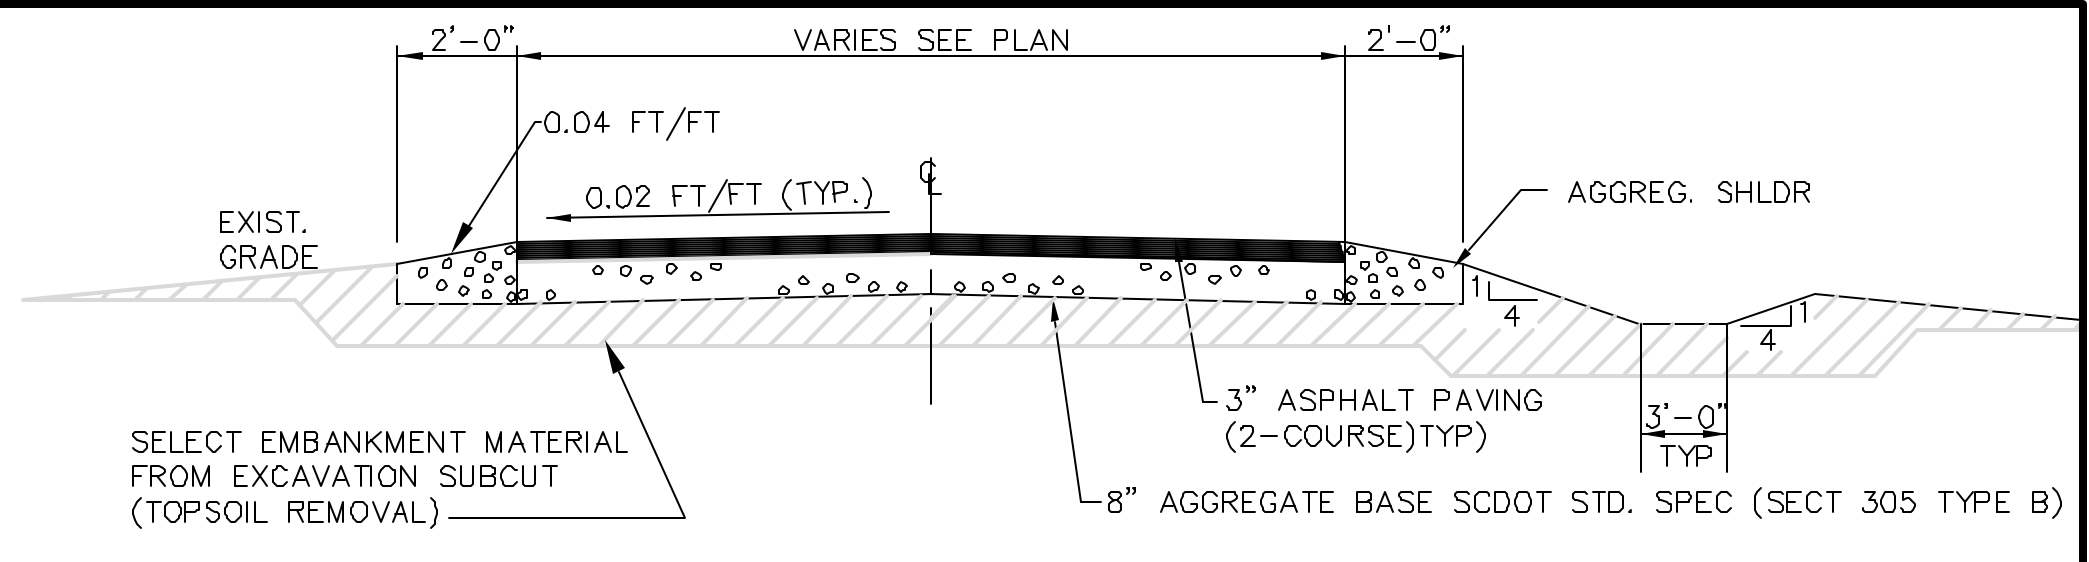 2'-0" VARIES SEE PLAN 2'-0"
0.04 FT/FT
℄
0.02 FT/FT (TYP.)
AGGREG. SHLDR
EXIST.
GRADE
1
4
1
4
3" ASPHALT PAVING
(2-COURSE)TYP)
3'-0"
TYP
SELECT EMBANKMENT MATERIAL
FROM EXCAVATION SUBCUT
(TOPSOIL REMOVAL)
8" AGGREGATE BASE SCDOT STD. SPEC (SECT 305 TYPE B)